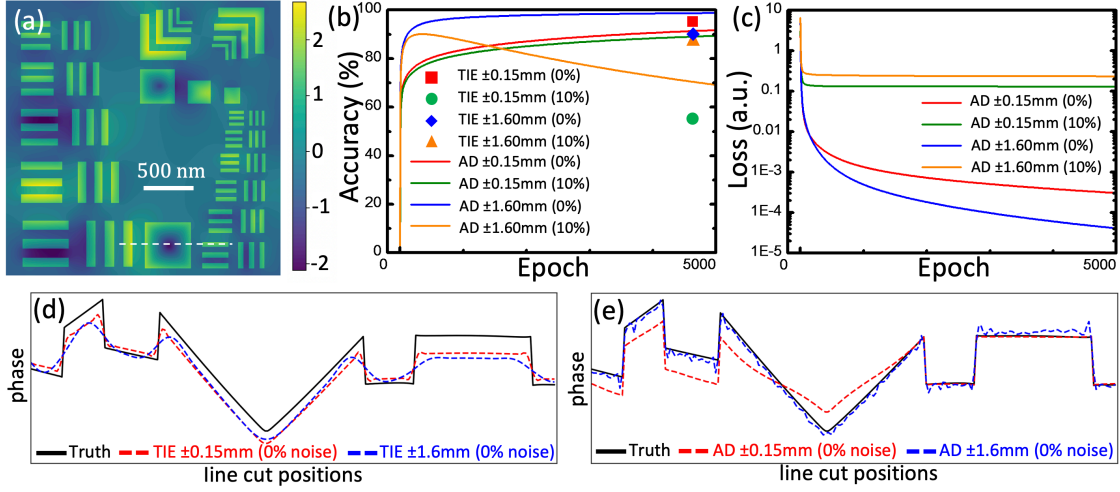 (a)
500 nm
2
1
0
-1
-2
(b)
Accuracy (%)
100
80
60
40
20
0
TIE ±0.15mm (0%)
TIE ±0.15mm (10%)
TIE ±1.60mm (0%)
TIE ±1.60mm (10%)
AD ±0.15mm (0%)
AD ±0.15mm (10%)
AD ±1.60mm (0%)
AD ±1.60mm (10%)
0
Epoch
5000
(c)
Loss (a.u.)
10
1
0.1
0.01
1E-3
1E-4
1E-5
AD ±0.15mm (0%)
AD ±0.15mm (10%)
AD ±1.60mm (0%)
AD ±1.60mm (10%)
0
Epoch
5000
(d)
phase
Truth
TIE ±0.15mm (0% noise)
TIE ±1.6mm (0% noise)
line cut positions
(e)
phase
Truth
AD ±0.15mm (0% noise)
AD ±1.6mm (0% noise)
line cut positions